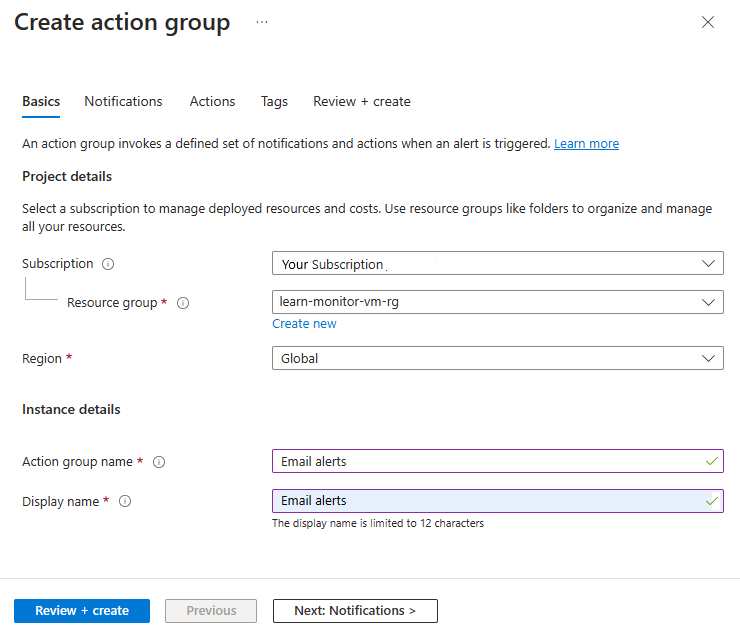 Create action group ...
Basics Notifications Actions Tags Review + create
An action group invokes a defined set of notifications and actions when an alert is triggered. Learn more
Project details
Select a subscription to manage deployed resources and costs. Use resource groups like folders to organize and manage
all your resources.
Subscription Your Subscription
Resource group * learn-monitor-vm-rg
Create new
Region * Global
Instance details
Action group name * Email alerts
Display name * Email alerts
The display name is limited to 12 characters
Review + create Previous Next: Notifications >